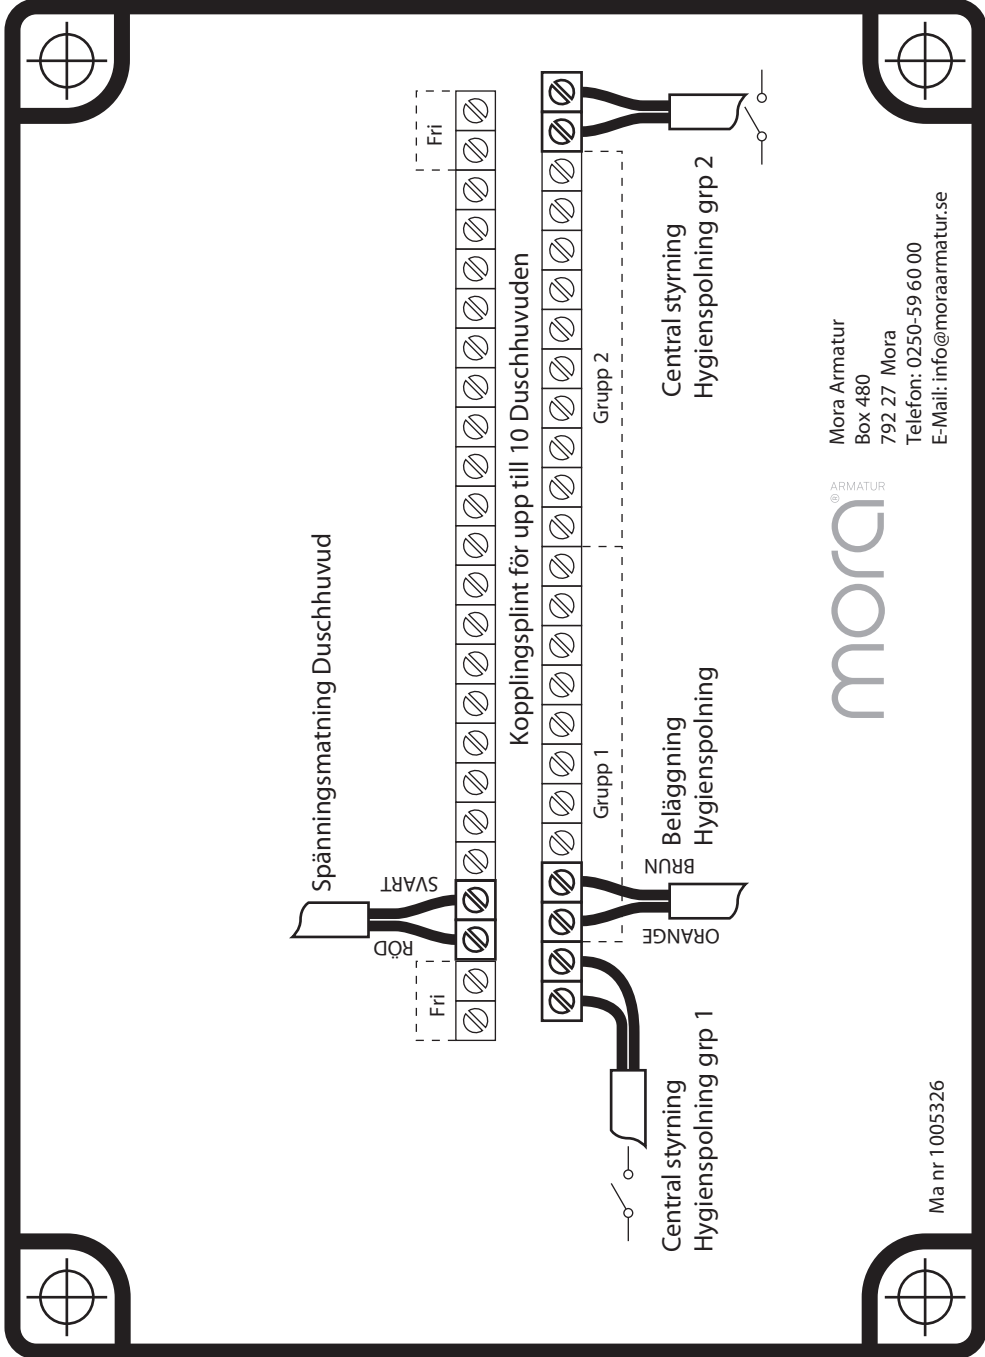 Spänningsmatning Duschhuvud
RÖD
SVART
Fri
Fri
Kopplingsplint för upp till 10 Duschhuvuden
Grupp 1
Grupp 2
ORANGE
BRUN
Central styrning
Hygienspolning grp 1
Beläggning
Hygienspolning
Central styrning
Hygienspolning grp 2
Ma nr 1005326
mora
® ARMATUR
Mora Armatur
Box 480
792 27 Mora
Telefon: 0250-59 60 00
E-Mail: info@moraarmatur.se